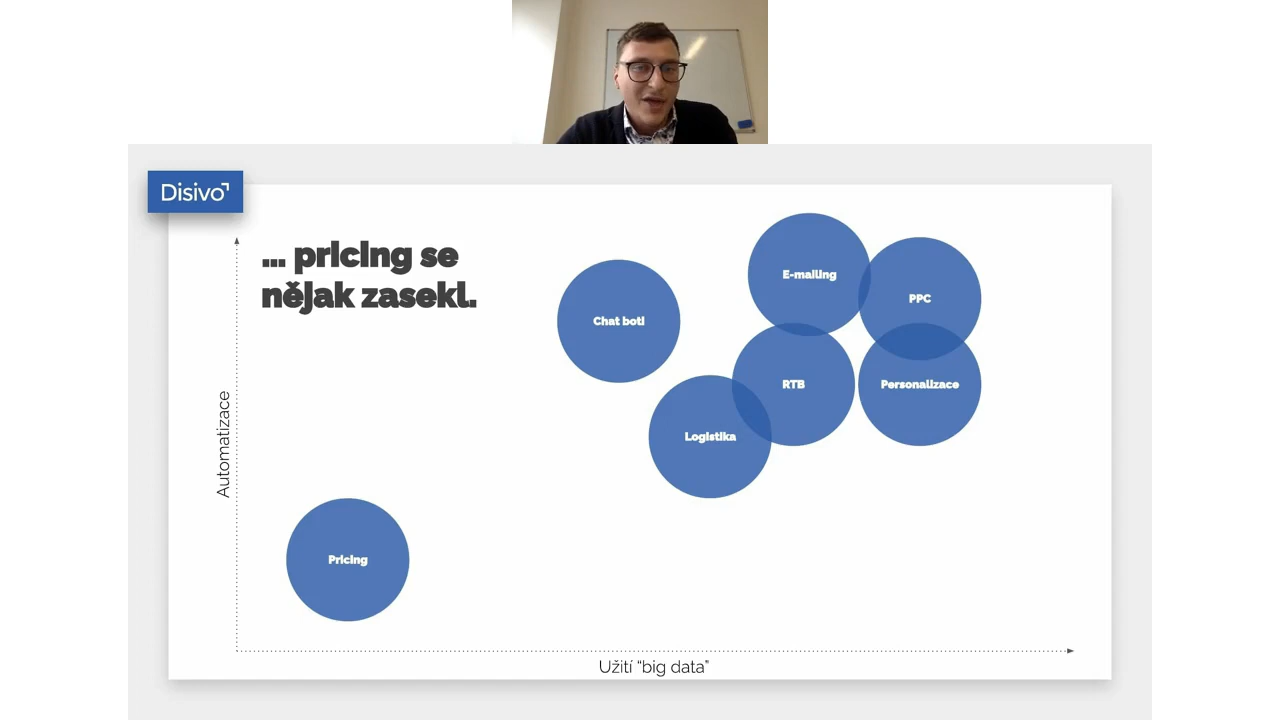 Disivo
... pricing se
nějak zasekl.
E-mailing
PPC
Chat boti
RTB
Personalizace
Logistika
Automatizace
Pricing
Užití “big data”